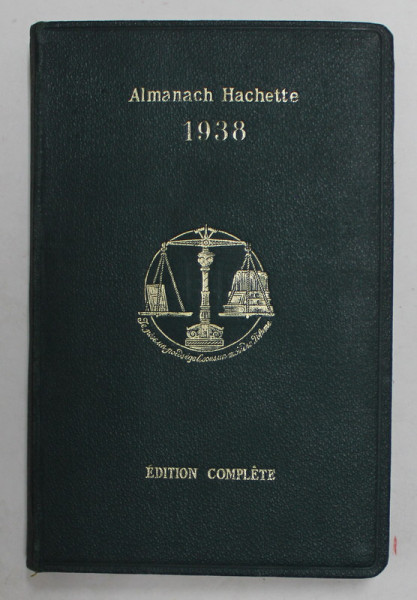 Almanach Hachette
1938
ÉDITION COMPLÈTE